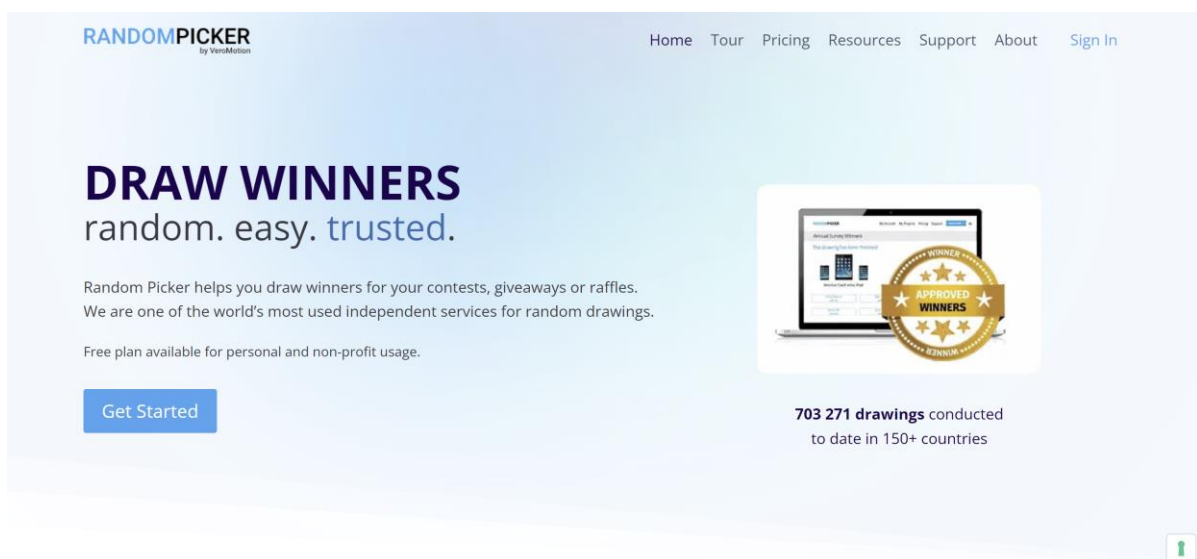 RANDOMPICKER
by VeroMotion
Home Tour Pricing Resources Support About Sign In
DRAW WINNERS
random. easy. trusted.
Random Picker helps you draw winners for your contests, giveaways or raffles.
We are one of the world's most used independent services for random drawings.
Free plan available for personal and non-profit usage.
Get Started
Annual Survey Winners
WINNER
APPROVED
WINNERS
WINNER
703 271 drawings conducted
to date in 150+ countries